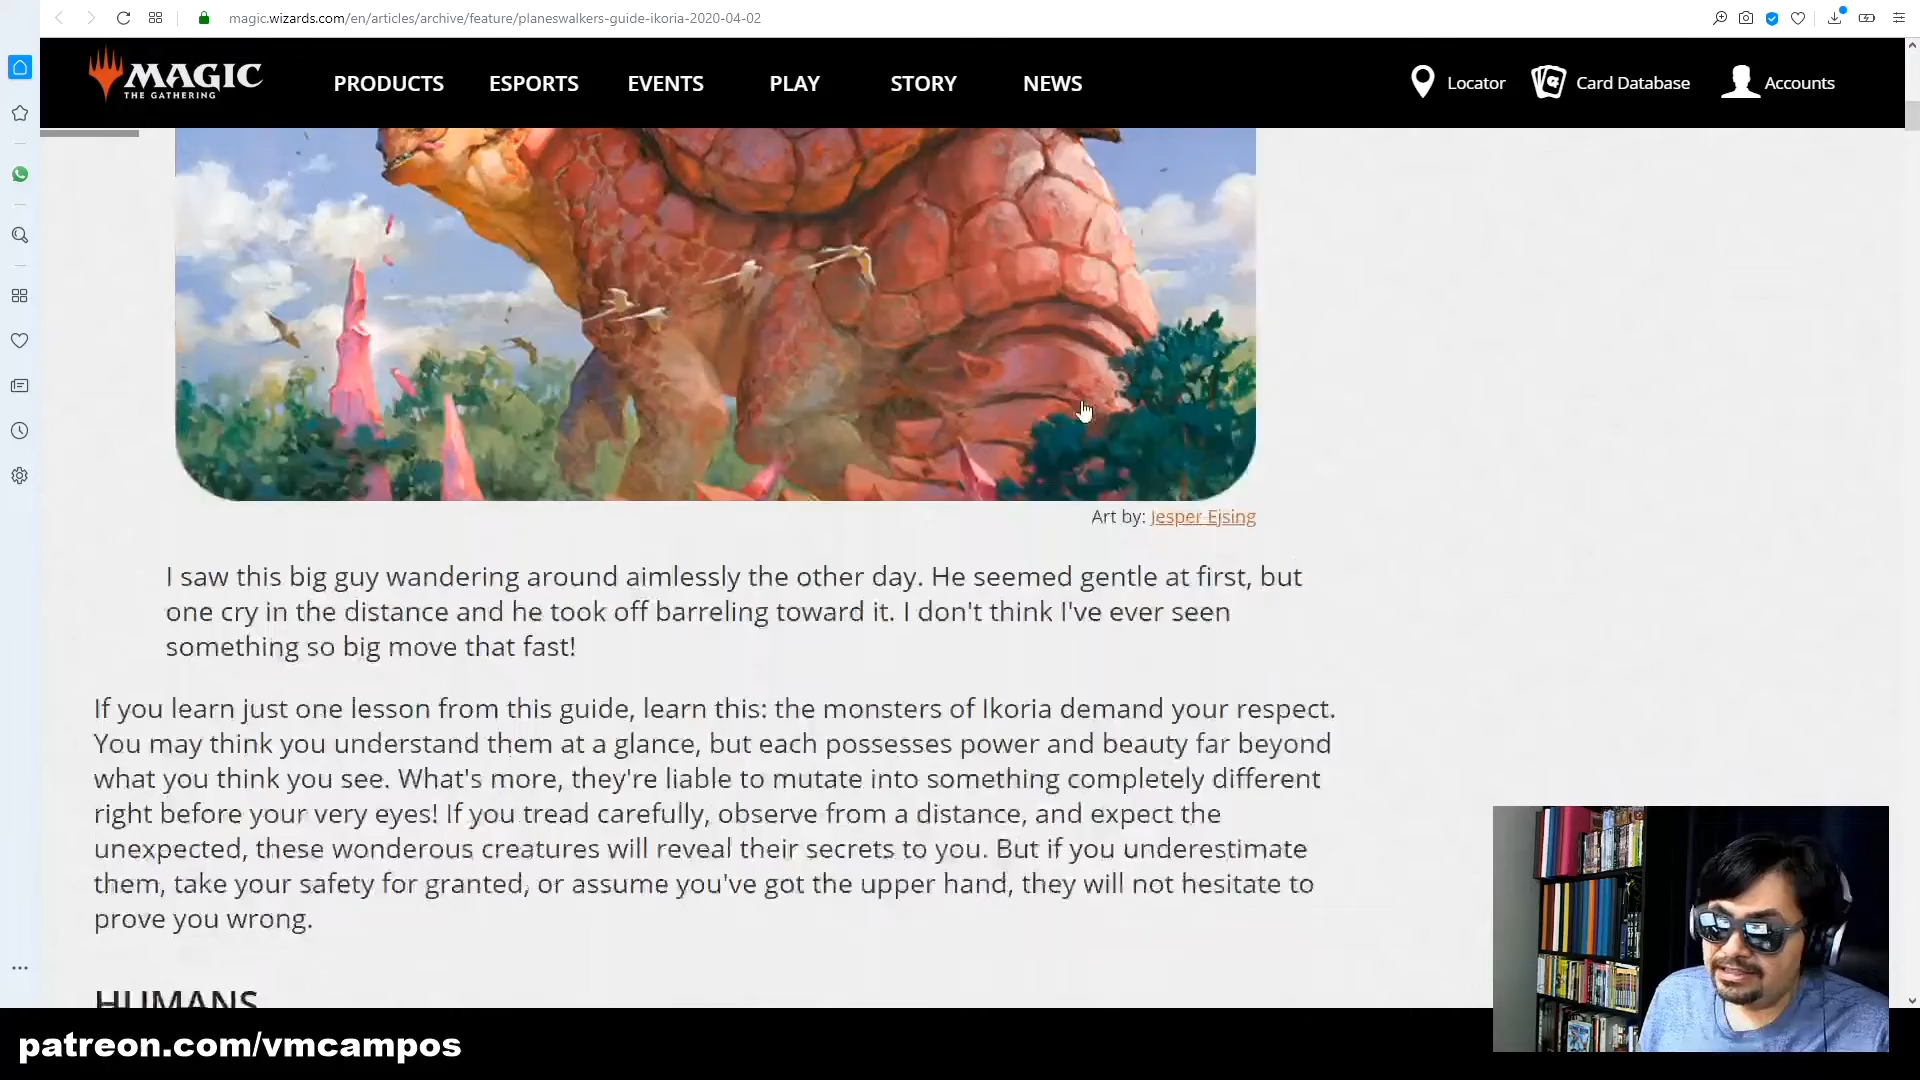 magic.wizards.com/en/articles/archive/feature/planeswalkers-guide-ikoria-2020-04-02
MAGIC
THE GATHERING
PRODUCTS ESPORTS EVENTS PLAY STORY NEWS
Locator Card Database Accounts
Art by: Jesper Ejsing
I saw this big guy wandering around aimlessly the other day. He seemed gentle at first, but
one cry in the distance and he took off barreling toward it. I don't think I've ever seen
something so big move that fast!
If you learn just one lesson from this guide, learn this: the monsters of Ikoria demand your respect.
You may think you understand them at a glance, but each possesses power and beauty far beyond
what you think you see. What's more, they're liable to mutate into something completely different
right before your very eyes! If you tread carefully, observe from a distance, and expect the
unexpected, these wonderous creatures will reveal their secrets to you. But if you underestimate
them, take your safety for granted, or assume you've got the upper hand, they will not hesitate to
prove you wrong.
HUMANS
patreon.com/vmcampos